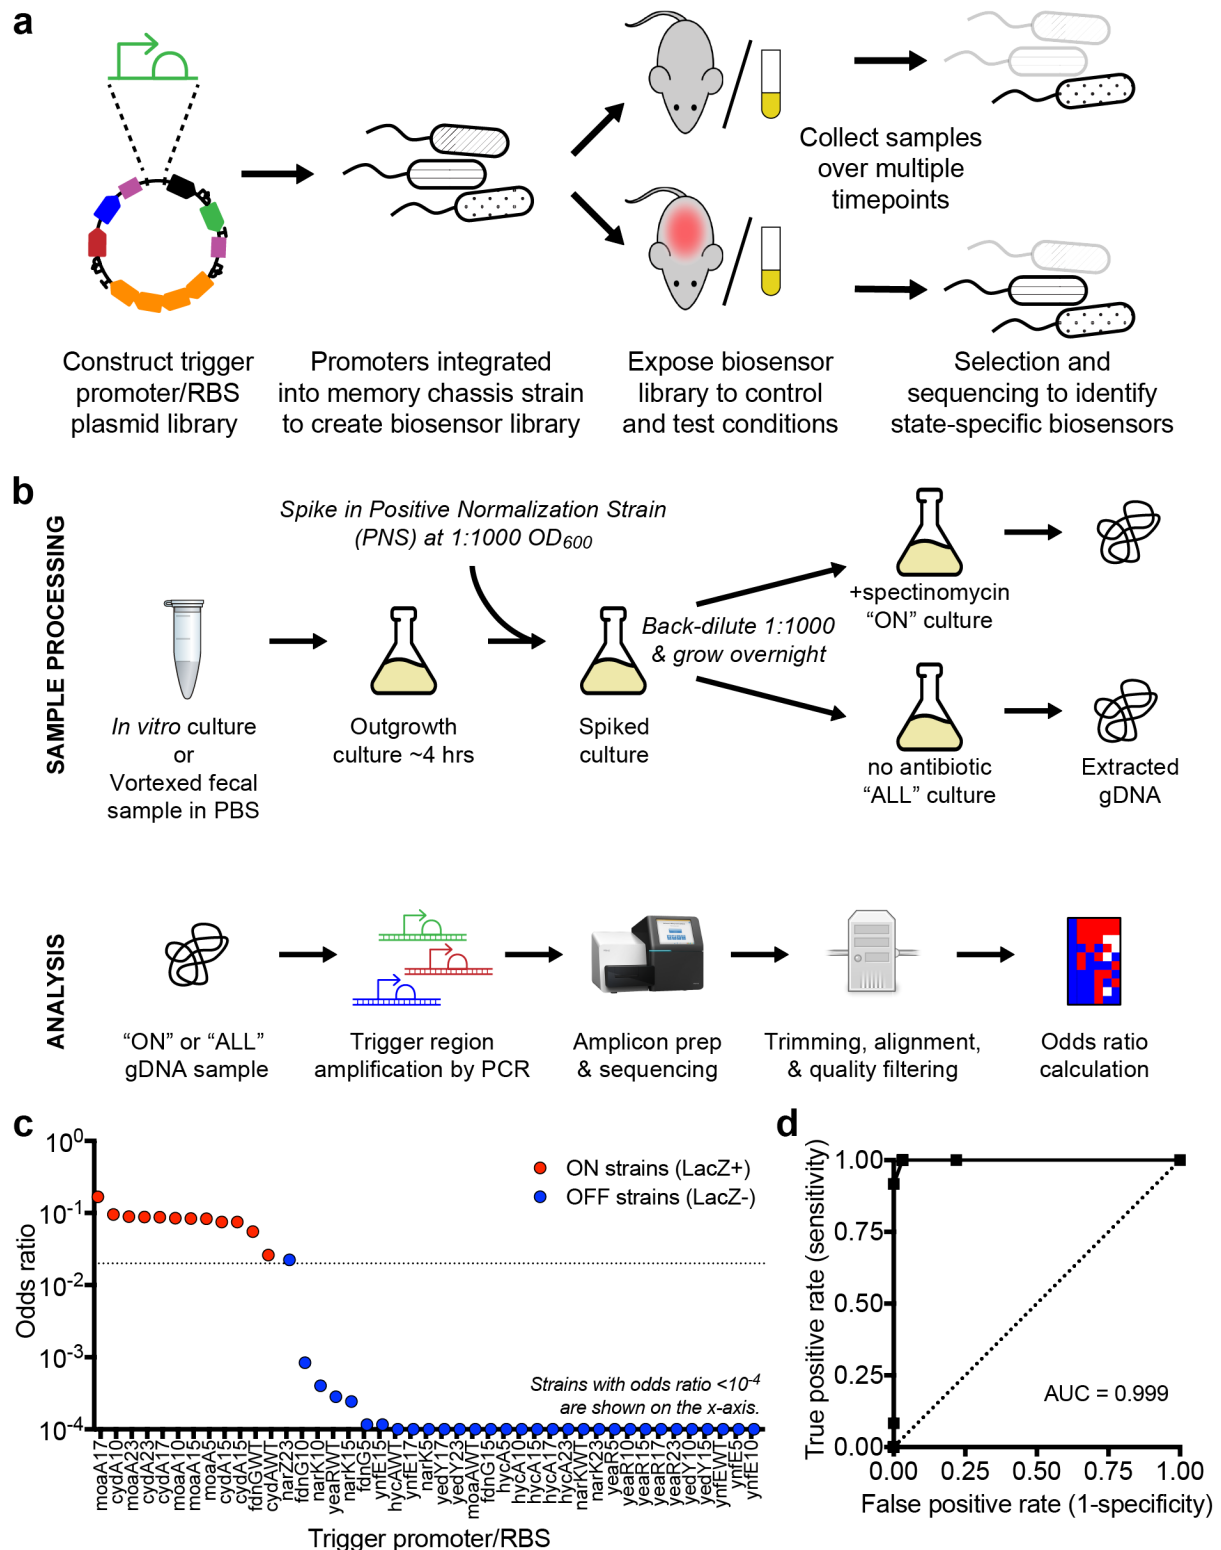 a
Collect samples
over multiple
timepoints
Construct trigger
promoter/RBS
plasmid library
Promoters integrated
into memory chassis strain
to create biosensor library
Expose biosensor
library to control
and test conditions
Selection and
sequencing to identify
state-specific biosensors
b
SAMPLE PROCESSING
Spike in Positive Normalization Strain
(PNS) at 1:1000 OD600
In vitro culture
or
Vortexed fecal
sample in PBS
Outgrowth
culture ~4 hrs
Spiked
culture
Back-dilute 1:1000
& grow overnight
+spectinomycin
“ON” culture
no antibiotic
“ALL” culture
Extracted
gDNA
ANALYSIS
“ON” or “ALL”
gDNA sample
Trigger region
amplification by PCR
Amplicon prep
& sequencing
Trimming, alignment,
& quality filtering
Odds ratio
calculation
c
Odds ratio
10^0
10^-1
10^-2
10^-3
10^-4
ON strains (LacZ+)
OFF strains (LacZ-)
Strains with odds ratio <10^-4
are shown on the x-axis.
moaA17
cydA10
moaA23
cydA23
cydA17
moaA10
moaA15
moaA5
cydA15
cydA15
fdnGWT
cydAWT
narZ23
fdnG10
narK10
yeaRWT
narK15
fdnG5
ynfE15
hycAWT
ynfE17
narK5
yedY17
yedY23
moaAWT
fdnG15
hycA5
hycA10
hycA15
hycA17
hycA23
narKWT
narK23
yeaR5
yeaR10
yeaR15
yeaR17
yeaR23
yedY10
yedY15
ynfEWT
ynfE5
ynfE10
Trigger promoter/RBS
d
True positive rate (sensitivity)
1.00
0.75
0.50
0.25
0.00
AUC = 0.999
0.00 0.25 0.50 0.75 1.00
False positive rate (1-specificity)